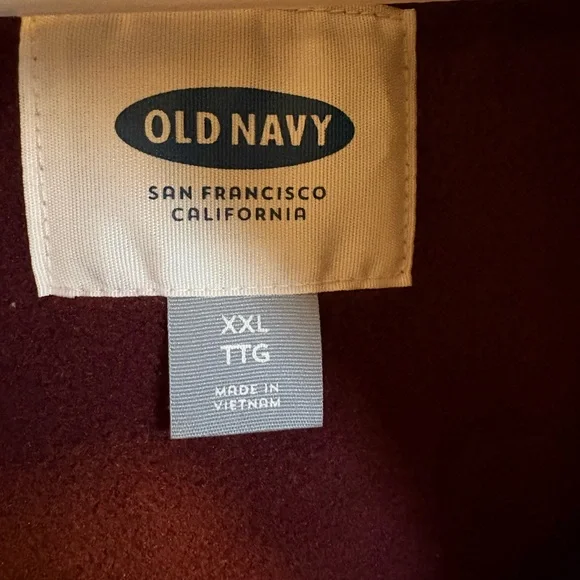 OLD NAVY
SAN FRANCISCO
CALIFORNIA
XXL
TTG
MADE IN
VIETNAM